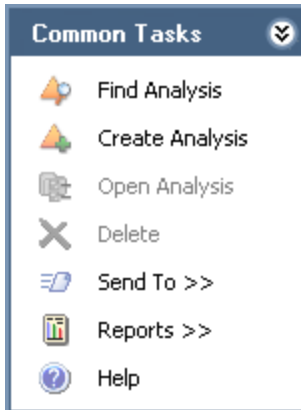 Common Tasks
Find Analysis
Create Analysis
Open Analysis
Delete
Send To >>
Reports >>
Help